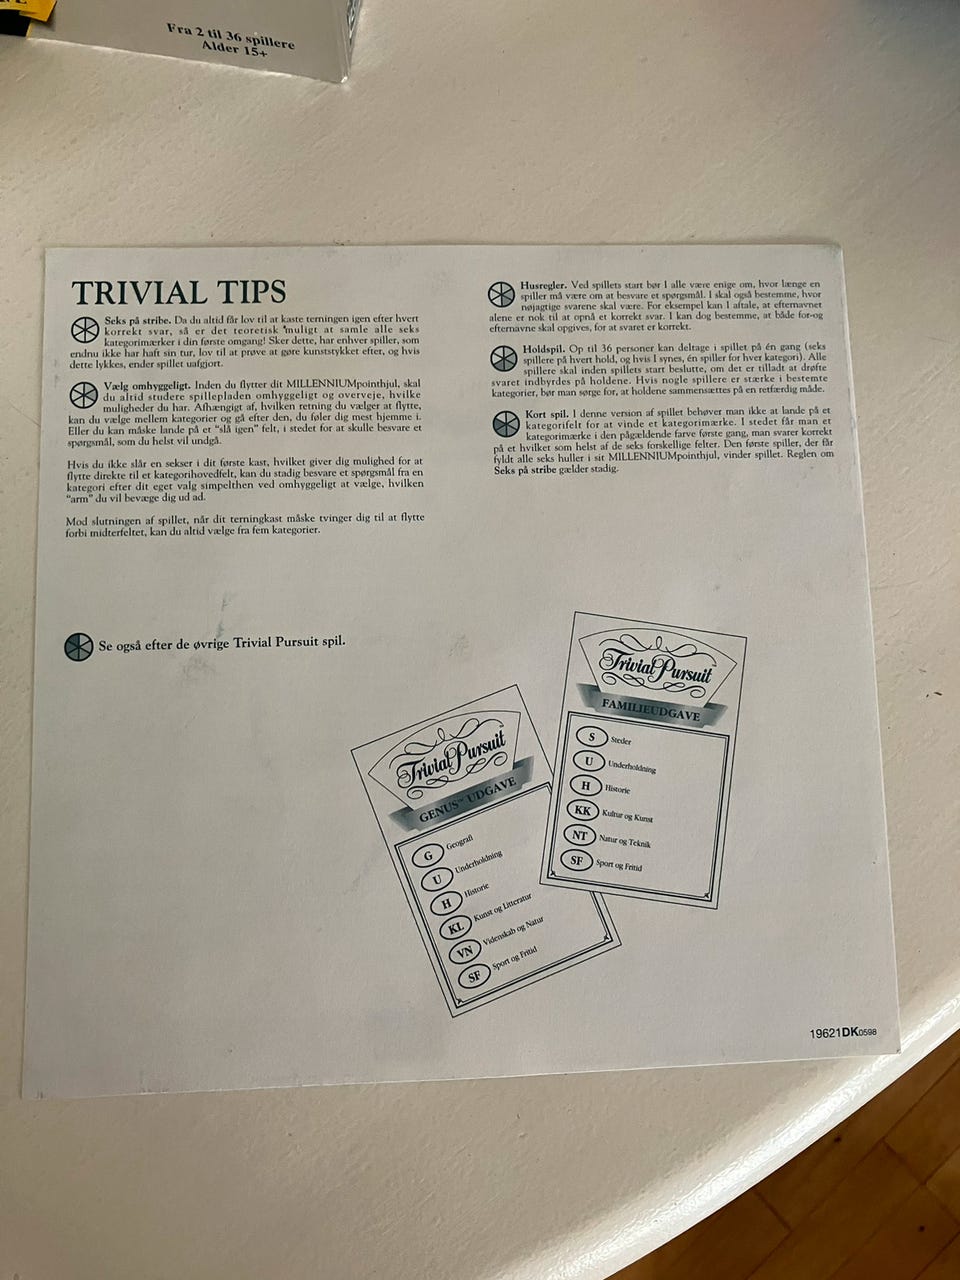 Fra 2 til 36 spillere
Alder 15+
TRIVIAL TIPS
Seks på stribe. Da du altid får lov til at kaste terningen igen efter hvert
korrekt svar, så er det teoretisk muligt at samle alle seks
kategorimærker i din første omgang! Sker dette, har enhver spiller, som
endnu ikke har haft sin tur, lov til at prøve at gøre kunststykket efter, og hvis
dette lykkes, ender spillet uafgjort.
Vælg omhyggeligt. Inden du flytter dit MILLENNIUMpointhjul, skal
du altid studere spillepladen omhyggeligt og overveje, hvilke
muligheder du har. Afhængigt af, hvilken retning du vælger at flytte,
kan du vælge mellem kategorier og gå efter den, du føler dig mest hjemme i.
Eller du kan måske lande på et "slå igen" felt, i stedet for at skulle besvare et
spørgsmål, som du helst vil undgå.
Hvis du ikke slår en sekser i dit første kast, hvilket giver dig mulighed for at
flytte direkte til et kategorihovedfelt, kan du stadig besvare et spørgsmål fra en
kategori efter dit eget valg simpelthen ved omhyggeligt at vælge, hvilken
"arm" du vil bevæge dig ud ad.
Mod slutningen af spillet, når dit terningkast måske tvinger dig til at flytte
forbi midterfeltet, kan du altid vælge fra fem kategorier.
Se også efter de øvrige Trivial Pursuit spil.
Husregler. Ved spillets start bør I alle være enige om, hvor længe en
spiller må være om at besvare et spørgsmål. I skal også bestemme, hvor
nøjagtige svarene skal være. For eksempel kan I aftale, at efternavnet
alene er nok til at opnå et korrekt svar. I kan dog bestemme, at både for-og
efternavne skal opgives, for at svaret er korrekt.
Holdspil. Op til 36 personer kan deltage i spillet på én gang (seks
spillere på hvert hold, og hvis I synes, én spiller for hver kategori). Alle
spillere skal inden spillets start beslutte, om det er tilladt at drøfte
svaret indbyrdes på holdene. Hvis nogle spillere er stærke i bestemte
kategorier, bør man sørge for, at holdene sammensættes på en retfærdig måde.
Kort spil. I denne version af spillet behøver man ikke at lande på et
kategorifelt for at vinde et kategorimærke. I stedet får man et
kategorimærke i den pågældende farve første gang, man svarer korrekt
på et hvilket som helst af de seks forskellige felter. Den første spiller, der får
fyldt alle seks huller i sit MILLENNIUMpointhjul, vinder spillet. Reglen om
Seks på stribe gælder stadig.
Trivial Pursuit
GENUS™ UDGAVE
G Geografi
U Underholdning
H Historie
KL Kunst og Litteratur
VN Videnskab og Natur
SF Sport og Fritid
Trivial Pursuit
FAMILIEUDGAVE
S Steder
U Underholdning
H Historie
KK Kultur og Kunst
NT Natur og Teknik
SF Sport og Fritid
19621DK0598